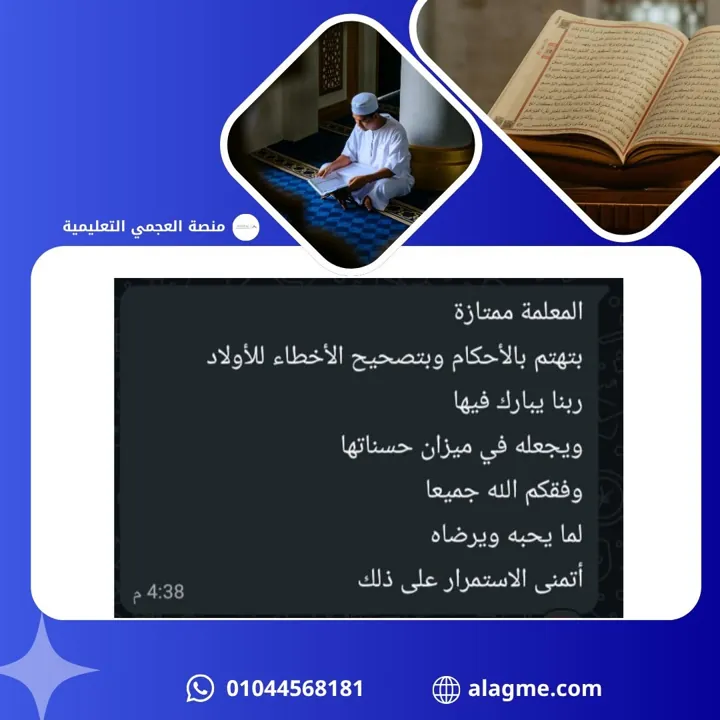 منصة العجمي التعليمية
المعلمة ممتازة
بتهتم بالأحكام وبتصحيح الأخطاء للأولاد
ربنا يبارك فيها
ويجعله في ميزان حسناتها
وفقكم الله جميعا
لما يحبه ويرضاه
أتمنى الاستمرار على ذلك
4:38 م
01044568181
alagme.com